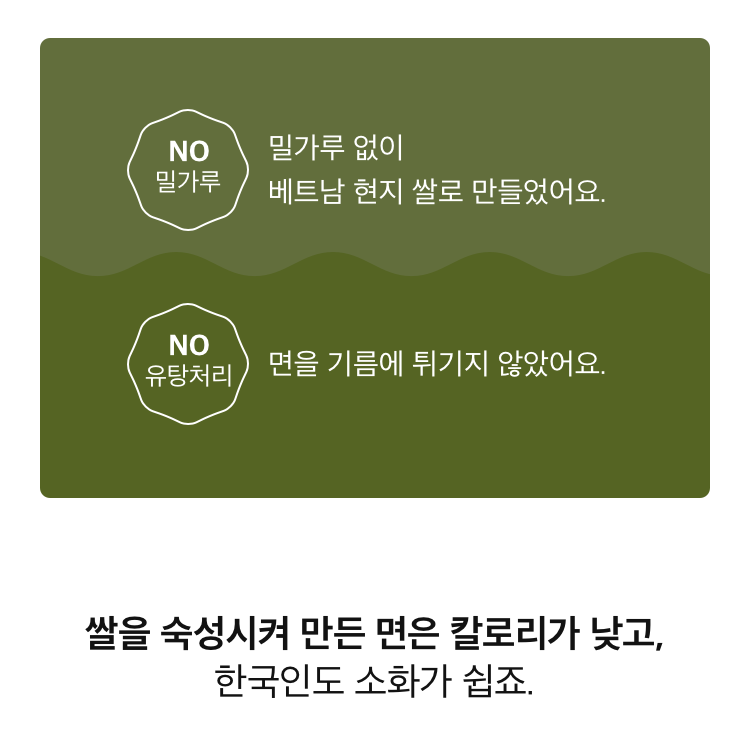 NO
밀가루
밀가루 없이
베트남 현지 쌀로 만들었어요.
NO
유탕처리
면을 기름에 튀기지 않았어요.
쌀을 숙성시켜 만든 면은 칼로리가 낮고,
한국인도 소화가 쉽죠.